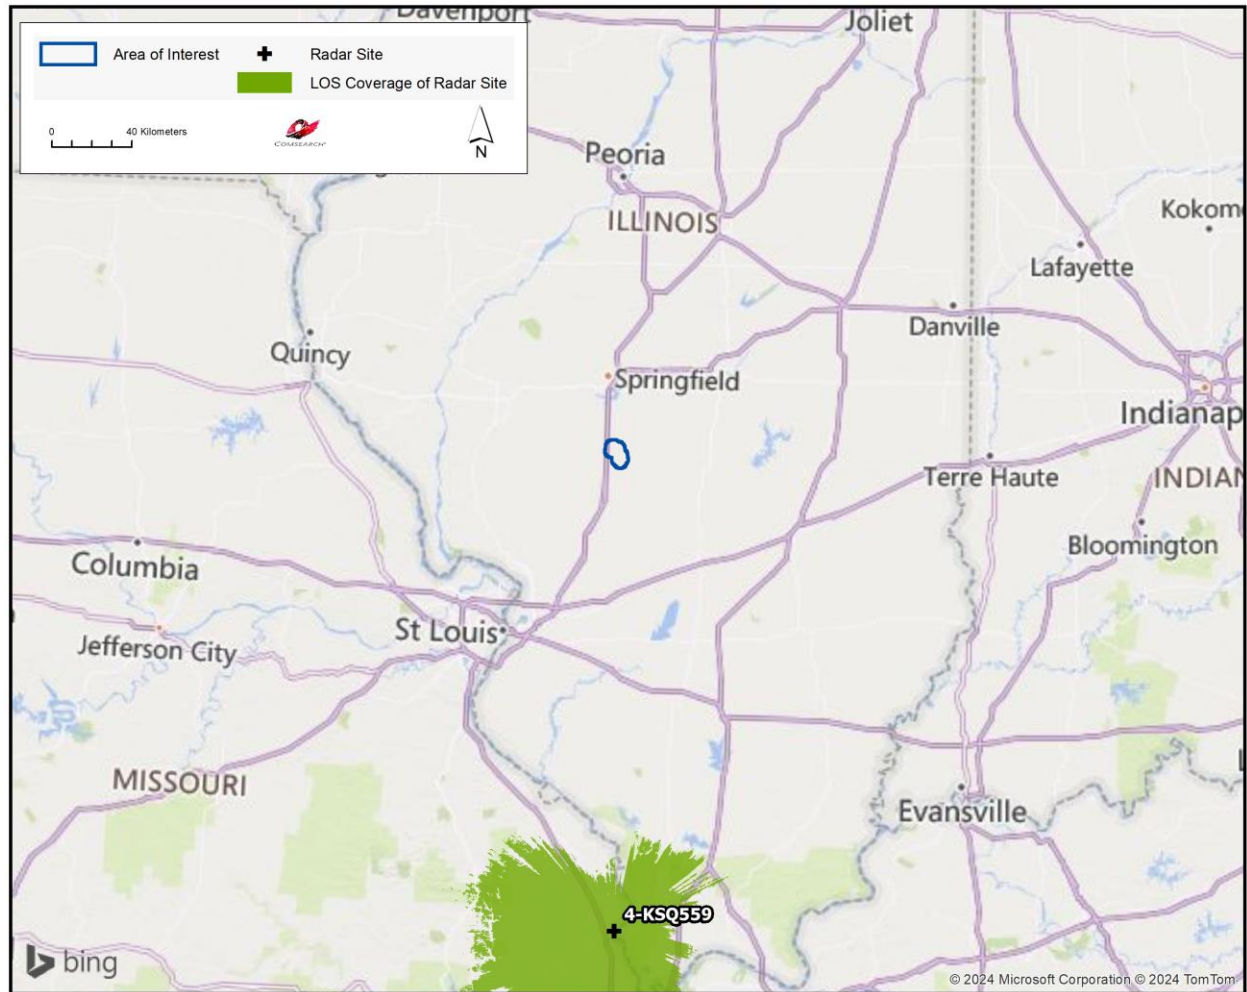 Davenport
Joliet
Area of Interest
Radar Site
LOS Coverage of Radar Site
0
40 Kilometers
COMSEARCH
N
Peoria
ILLINOIS
Kokom
Lafayette
Danville
Quincy
Springfield
Indianap
Terre Haute
INDIAN
Bloomington
Columbia
St Louis
Jefferson City
MISSOURI
Evansville
4-KSQ559
bing
© 2024 Microsoft Corporation © 2024 TomTom